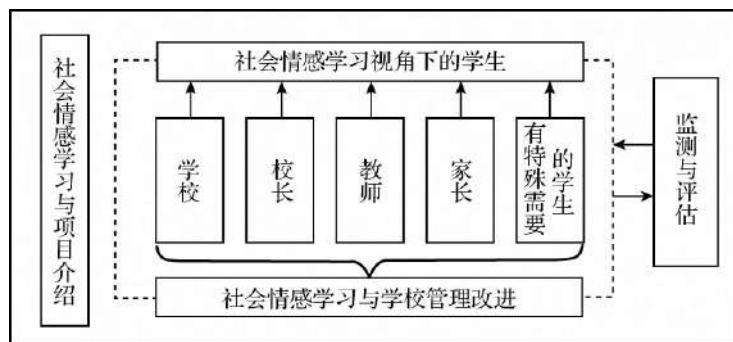 社会情感学习与项目介绍
社会情感学习视角下的学生
学校
校长
教师
家长
有特殊需要
的学生
社会情感学习与学校管理改进
监测与评估